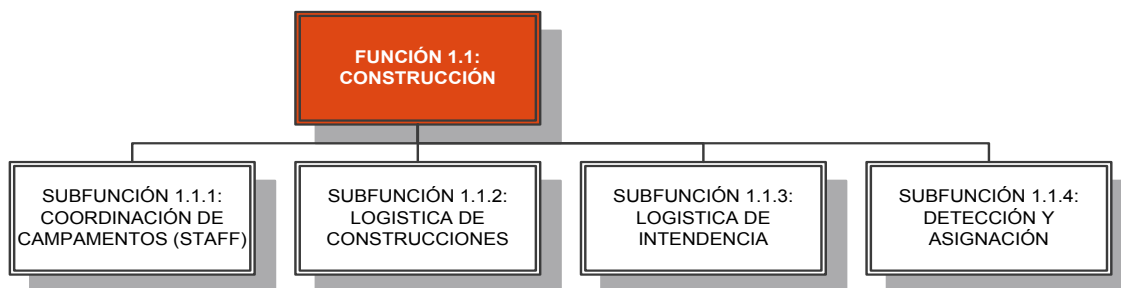 FUNCIÓN 1.1:
CONSTRUCCIÓN
SUBFUNCIÓN 1.1.1:
COORDINACIÓN DE
CAMPAMENTOS (STAFF)
SUBFUNCIÓN 1.1.2:
LOGISTICA DE
CONSTRUCCIONES
SUBFUNCIÓN 1.1.3:
LOGISTICA DE
INTENDENCIA
SUBFUNCIÓN 1.1.4:
DETECCIÓN Y
ASIGNACIÓN